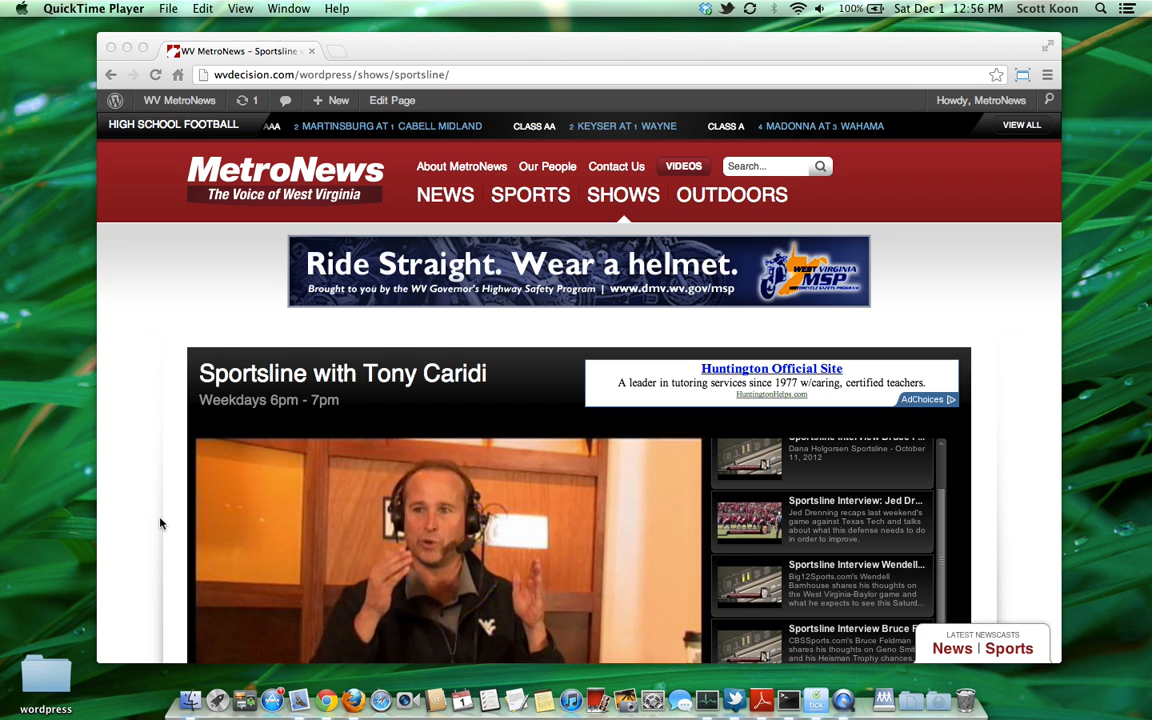 QuickTime Player File Edit View Window Help 100% Sat Dec 1 12:56 PM Scott Koon
WV MetroNews – Sportsline
wvdecision.com/wordpress/shows/sportsline/
WV MetroNews 1 + New Edit Page Howdy, MetroNews
HIGH SCHOOL FOOTBALL AAA 2 MARTINSBURG AT 1 CABELL MIDLAND CLASS AA 2 KEYSER AT 1 WAYNE CLASS A 4 MADONNA AT 3 WAHAMA VIEW ALL
MetroNews
The Voice of West Virginia
About MetroNews Our People Contact Us VIDEOS Search...
NEWS SPORTS SHOWS OUTDOORS
Ride Straight. Wear a helmet.
Brought to you by the WV Governor's Highway Safety Program | www.dmv.wv.gov/msp
WEST VIRGINIA
MSP
MOTORCYCLE SAFETY PROGRAM
Sportsline with Tony Caridi
Weekdays 6pm - 7pm
Huntington Official Site
A leader in tutoring services since 1977 w/caring, certified teachers.
HuntingtonHelps.com
AdChoices
Sportsline Interview Bruce F...
Dana Holgorsen Sportsline - October
11, 2012
Sportsline Interview: Jed Dr...
Jed Drenning recaps last weekend's
game against Texas Tech and talks
about what this defense needs to do
in order to improve.
Sportsline Interview Wendell...
Big12Sports.com's Wendell
Barnhouse shares his thoughts on
the West Virginia-Baylor game and
what he expects to see this Saturd...
Sportsline Interview Bruce F
CBSSports.com's Bruce Feldman
shares his thoughts on Geno Smi
and his Heisman Trophy chances
LATEST NEWSCASTS
News | Sports
wordpress
tick